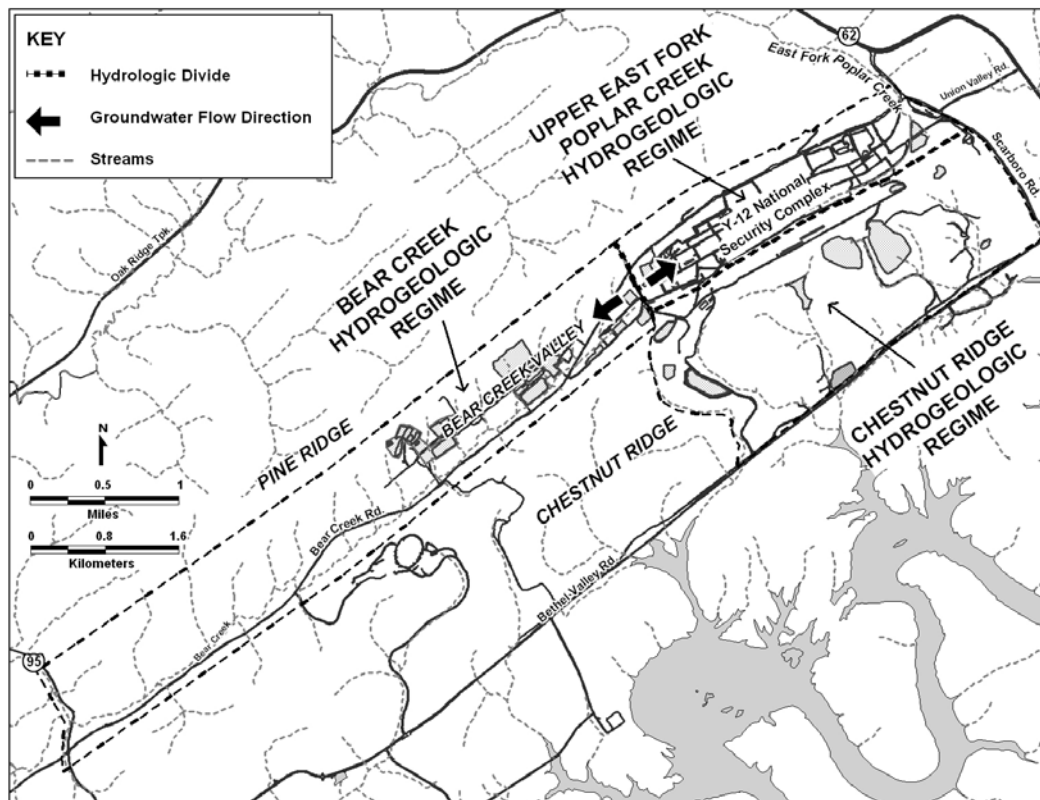 KEY
Hydrologic Divide
Groundwater Flow Direction
Streams
62
East Fork Poplar Creek
Union Valley Rd.
Scarboro Rd.
UPPER EAST FORK
POPLAR CREEK
HYDROGEOLOGIC
REGIME
Y-12 National
Security Complex
Oak Ridge Tpk.
BEAR CREEK
HYDROGEOLOGIC
REGIME
BEAR CREEK VALLEY
PINE RIDGE
CHESTNUT RIDGE
CHESTNUT RIDGE
HYDROGEOLOGIC
REGIME
N
0 0.5 1
Miles
0 0.8 1.6
Kilometers
Bear Creek Rd.
Bethel Valley Rd.
Bear Creek
95